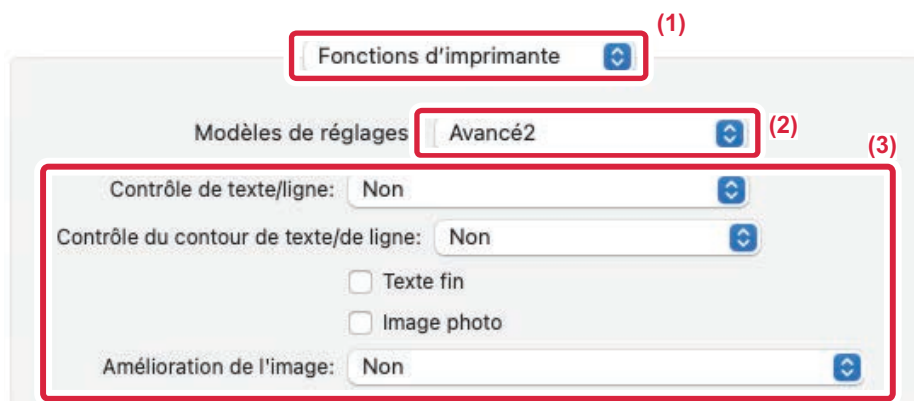 (1)
Fonctions d'imprimante
Modèles de réglages Avancé2 (2)
(3)
Contrôle de texte/ligne: Non
Contrôle du contour de texte/de ligne: Non
Texte fin
Image photo
Amélioration de l'image: Non